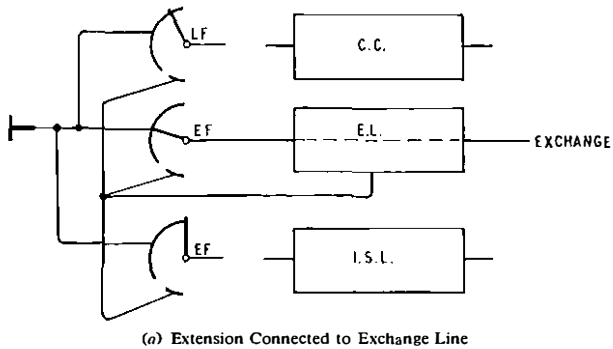 LF
C.C.
EF
E.L.
EXCHANGE
EF
I.S.L.
(a) Extension Connected to Exchange Line